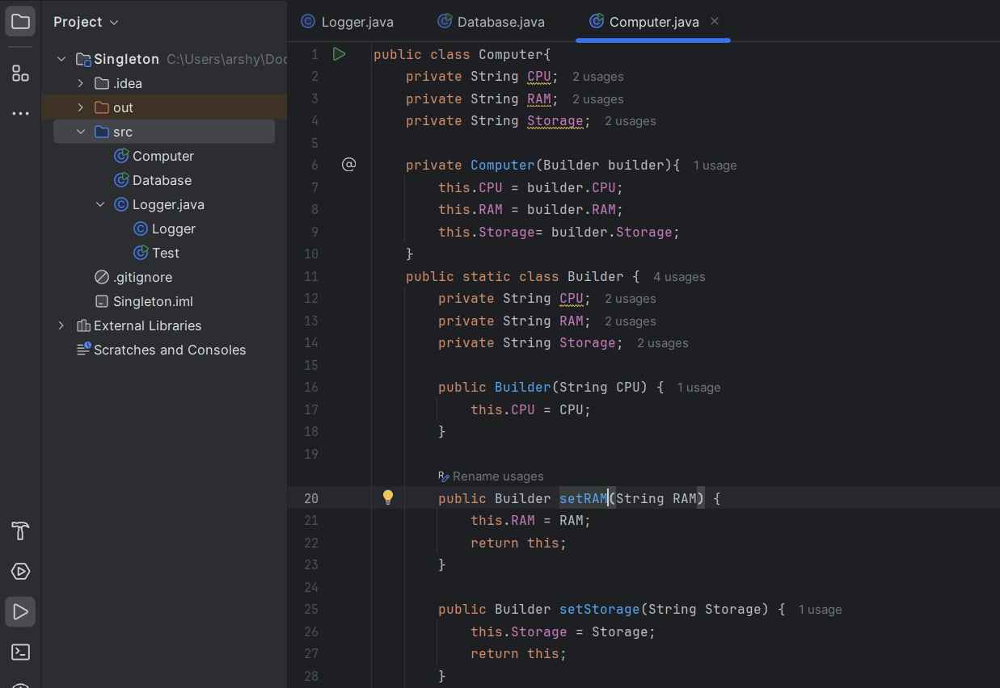 Project
Singleton C:\Users\arshy\Doc
.idea
out
src
Computer
Database
Logger.java
Logger
Test
.gitignore
Singleton.iml
External Libraries
Scratches and Consoles
Logger.java Database.java Computer.java
1 public class Computer{
2 private String CPU; 2 usages
3 private String RAM; 2 usages
4 private String Storage; 2 usages
5
6 @ private Computer(Builder builder){ 1 usage
7 this.CPU = builder.CPU;
8 this.RAM = builder.RAM;
9 this.Storage= builder.Storage;
10 }
11 public static class Builder { 4 usages
12 private String CPU; 2 usages
13 private String RAM; 2 usages
14 private String Storage; 2 usages
15
16 public Builder(String CPU) { 1 usage
17 this.CPU = CPU;
18 }
19
Rename usages
20 public Builder setRAM(String RAM) {
21 this.RAM = RAM;
22 return this;
23 }
24
25 public Builder setStorage(String Storage) { 1 usage
26 this.Storage = Storage;
27 return this;
28 }